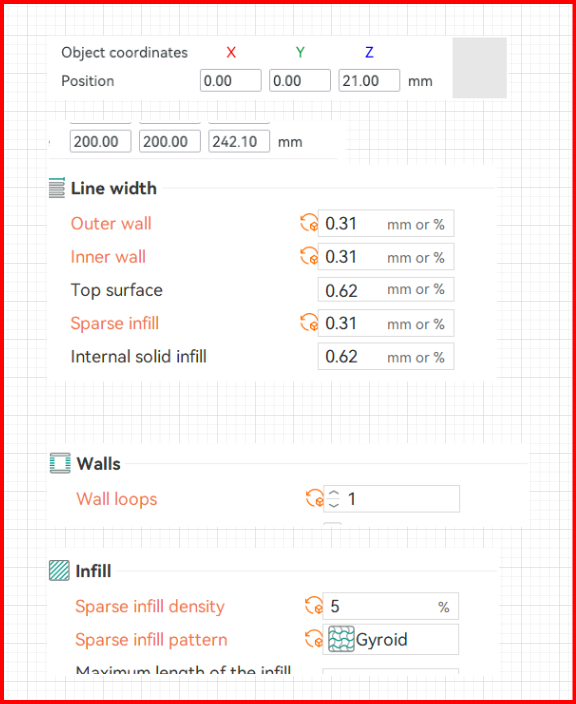 Object coordinates X Y Z
Position 0.00 0.00 21.00 mm
200.00 200.00 242.10 mm
Line width
Outer wall 0.31 mm or %
Inner wall 0.31 mm or %
Top surface 0.62 mm or %
Sparse infill 0.31 mm or %
Internal solid infill 0.62 mm or %
Walls
Wall loops 1
Infill
Sparse infill density 5 %
Sparse infill pattern Gyroid
Maximum length of the infill